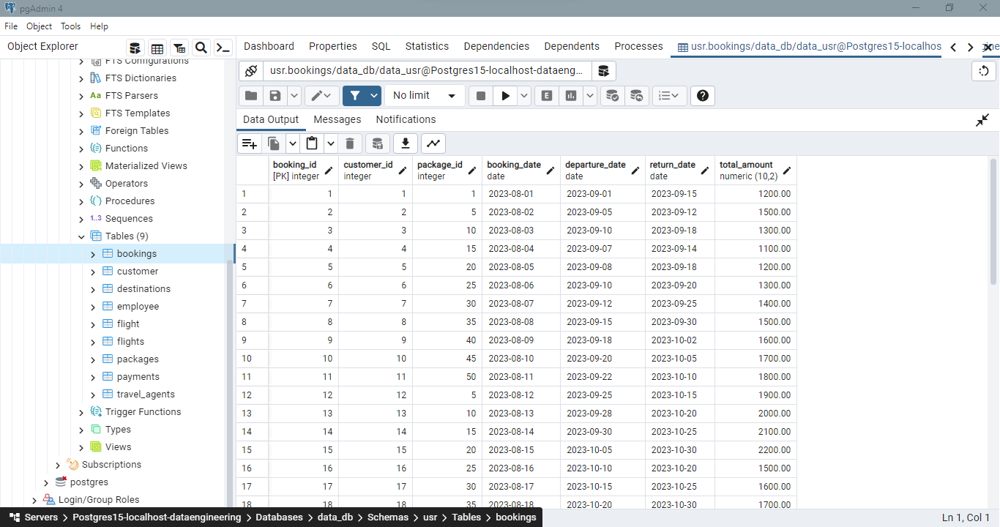 pgAdmin 4
File Object Tools Help
Object Explorer
Dashboard Properties SQL Statistics Dependencies Dependents Processes usr.bookings/data_db/data_usr@Postgres15-localhos
usr.bookings/data_db/data_usr@Postgres15-localhost-dataeng...
No limit
Data Output Messages Notifications
FTS Configurations
FTS Dictionaries
Aa FTS Parsers
FTS Templates
Foreign Tables
Functions
Materialized Views
Operators
Procedures
1..3 Sequences
Tables (9)
bookings
customer
destinations
employee
flight
flights
packages
payments
travel_agents
Trigger Functions
Types
Views
Subscriptions
postgres
Login/Group Roles
booking_id customer_id package_id booking_date departure_date return_date total_amount
[PK] integer integer integer date date date numeric (10,2)
1 1 1 1 2023-08-01 2023-09-01 2023-09-15 1200.00
2 2 2 5 2023-08-02 2023-09-05 2023-09-12 1500.00
3 3 3 10 2023-08-03 2023-09-10 2023-09-18 1300.00
4 4 4 15 2023-08-04 2023-09-07 2023-09-14 1100.00
5 5 5 20 2023-08-05 2023-09-08 2023-09-18 1200.00
6 6 6 25 2023-08-06 2023-09-10 2023-09-20 1300.00
7 7 7 30 2023-08-07 2023-09-12 2023-09-25 1400.00
8 8 8 35 2023-08-08 2023-09-15 2023-09-30 1500.00
9 9 9 40 2023-08-09 2023-09-18 2023-10-02 1600.00
10 10 10 45 2023-08-10 2023-09-20 2023-10-05 1700.00
11 11 11 50 2023-08-11 2023-09-22 2023-10-10 1800.00
12 12 12 5 2023-08-12 2023-09-25 2023-10-15 1900.00
13 13 13 10 2023-08-13 2023-09-28 2023-10-20 2000.00
14 14 14 15 2023-08-14 2023-09-30 2023-10-25 2100.00
15 15 15 20 2023-08-15 2023-10-05 2023-10-30 2200.00
16 16 16 25 2023-08-16 2023-10-10 2023-10-20 1500.00
17 17 17 30 2023-08-17 2023-10-15 2023-10-25 1600.00
18 18 18 35 2023-08-18 2023-10-20 2023-10-30 1700.00
Servers > Postgres15-localhost-dataengineering > Databases > data_db > Schemas > usr > Tables > bookings
Ln 1, Col 1